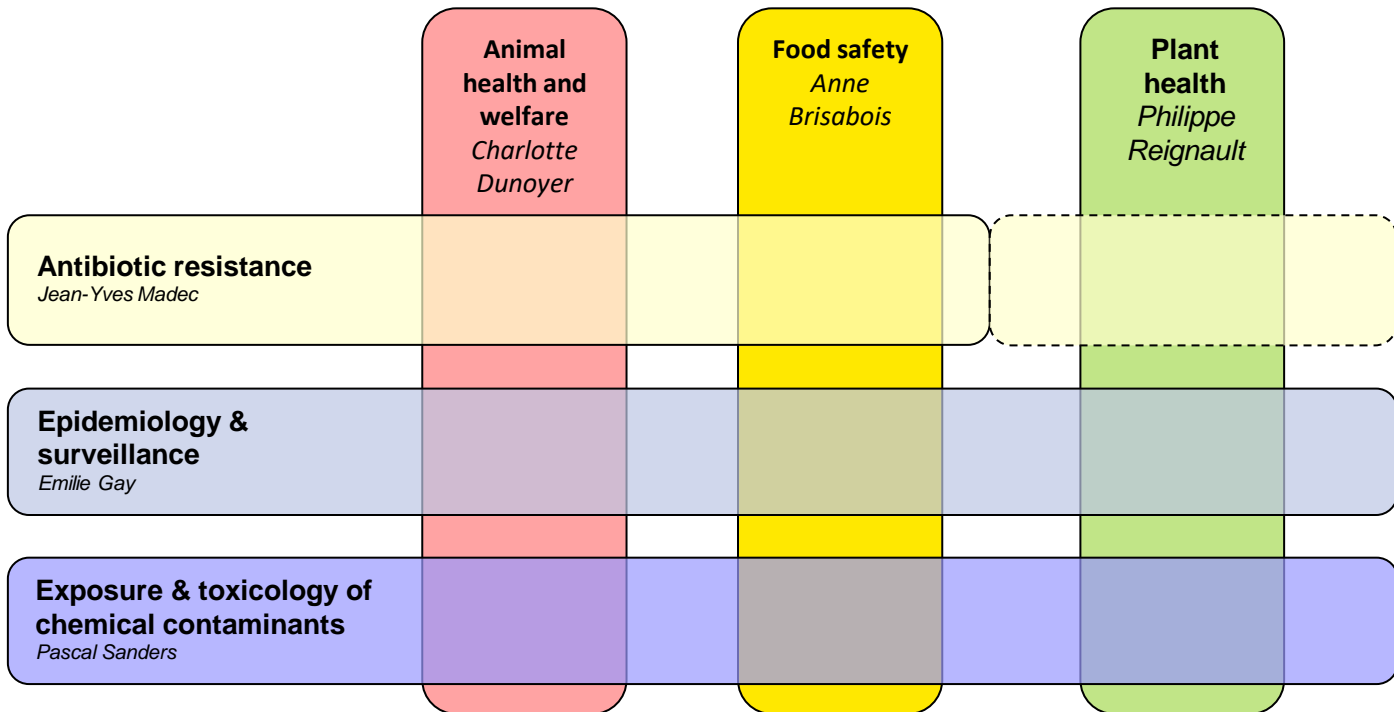 Animal
health and
welfare
Charlotte
Dunoyer
Food safety
Anne
Brisabois
Plant
health
Philippe
Reignault
Antibiotic resistance
Jean-Yves Madec
Epidemiology &
surveillance
Emilie Gay
Exposure & toxicology of
chemical contaminants
Pascal Sanders